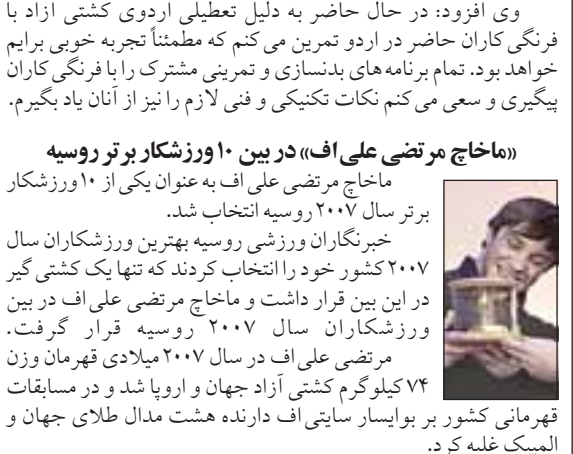 وی افزود: در حال حاضر به دلیل تعطیلی اردوی کشتی آزاد با
فرنگی کاران حاضر در اردو تمرین می کنم که مطمئناً تجربه خوبی برایم
خواهد بود. تمام برنامه های بدنسازی و تمرینی مشترک را با فرنگی کاران
پیگیری و سعی می کنم نکات تکنیکی و فنی لازم را نیز از آنان یاد بگیرم.
«ماخاچ مرتضی علی اف» در بین ۱۰ ورزشکار برتر روسیه
ماخاچ مرتضی علی اف به عنوان یکی از ۱۰ ورزشکار
برتر سال ۲۰۰۷ روسیه انتخاب شد.
خبرنگاران ورزشی روسیه بهترین ورزشکاران سال
۲۰۰۷ کشور خود را انتخاب کردند که تنها یک کشتی گیر
در این بین قرار داشت و ماخاچ مرتضی علی اف در بین
ورزشکاران سال ۲۰۰۷ روسیه قرار گرفت.
مرتضی علی اف در سال ۲۰۰۷ میلادی قهرمان وزن
۷۴ کیلوگرم کشتی آزاد جهان و اروپا شد و در مسابقات
قهرمانی کشور بر بوایسار سایتی اف دارنده هشت مدال طلای جهان و
المپیک غلبه کرد.